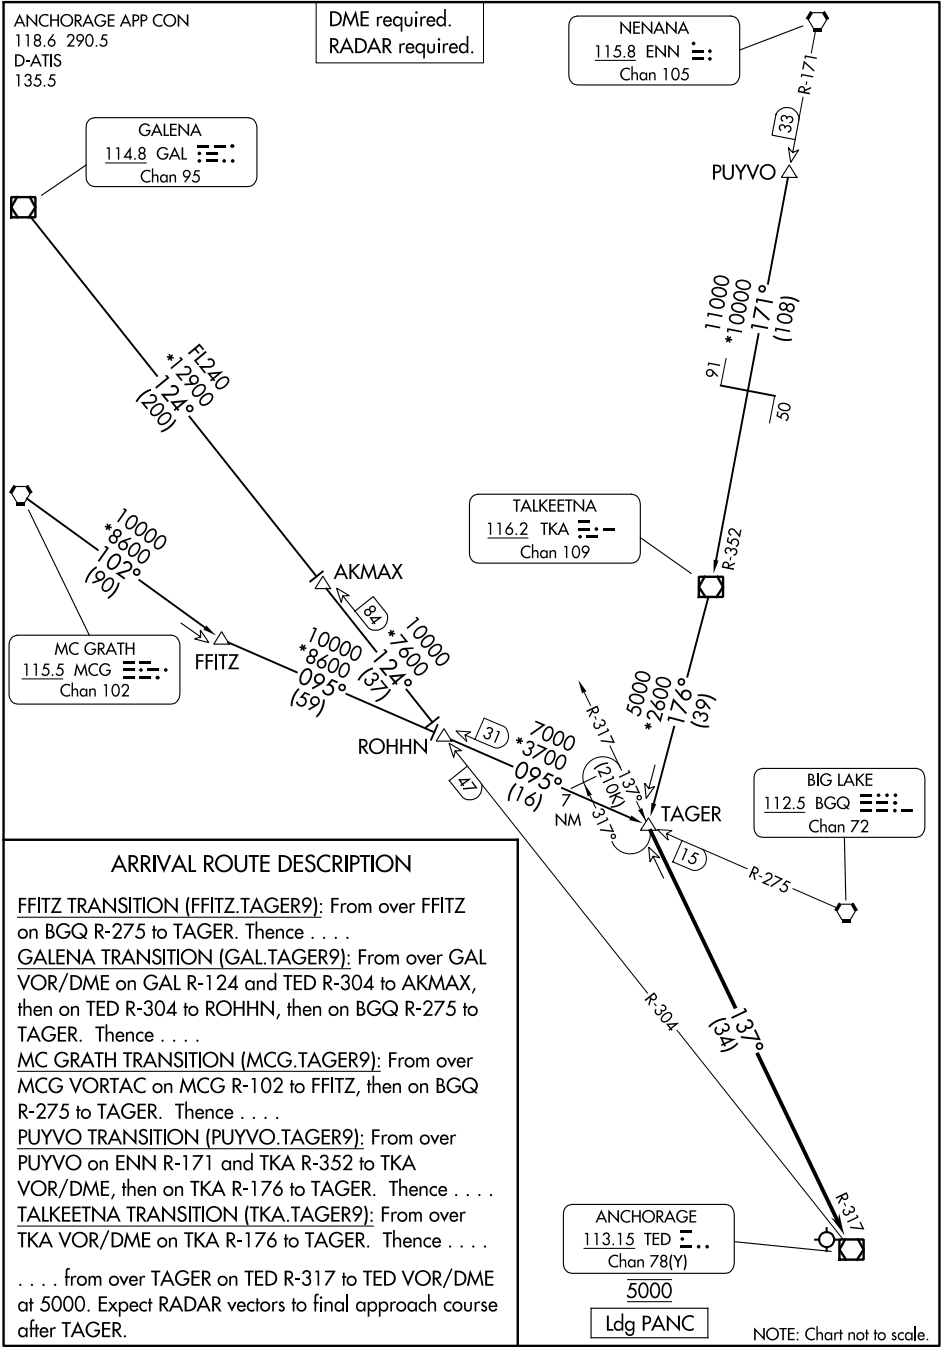 ANCHORAGE APP CON
118.6 290.5
D-ATIS
135.5
DME required.
RADAR required.
NENANA
115.8 ENN
Chan 105
R-171
33
PUYVO
GALENA
114.8 GAL
Chan 95
11000
*10000
171°
(108)
91
50
FL240
*12900
124°
(200)
TALKEETNA
116.2 TKA
Chan 109
R-352
10000
*8600
102°
(90)
AKMAX
84
10000
*7600
124°
(37)
MC GRATH
115.5 MCG
Chan 102
FFITZ
10000
*8600
095°
(59)
5000
*2600
176°
(39)
ROHHN
31
47
7000
*3700
095°
(16)
7
NM
R-317
137°
(210K)
317°
TAGER
15
R-275
BIG LAKE
112.5 BGQ
Chan 72
R-304
137°
(34)
R-317
ANCHORAGE
113.15 TED
Chan 78(Y)
5000
Ldg PANC
NOTE: Chart not to scale.
ARRIVAL ROUTE DESCRIPTION
FFITZ TRANSITION (FFITZ.TAGER9): From over FFITZ
on BGQ R-275 to TAGER. Thence . . . .
GALENA TRANSITION (GAL.TAGER9): From over GAL
VOR/DME on GAL R-124 and TED R-304 to AKMAX,
then on TED R-304 to ROHHN, then on BGQ R-275 to
TAGER. Thence . . . .
MC GRATH TRANSITION (MCG.TAGER9): From over
MCG VORTAC on MCG R-102 to FFITZ, then on BGQ
R-275 to TAGER. Thence . . . .
PUYVO TRANSITION (PUYVO.TAGER9): From over
PUYVO on ENN R-171 and TKA R-352 to TKA
VOR/DME, then on TKA R-176 to TAGER. Thence . . . .
TALKEETNA TRANSITION (TKA.TAGER9): From over
TKA VOR/DME on TKA R-176 to TAGER. Thence . . . .
. . . . from over TAGER on TED R-317 to TED VOR/DME
at 5000. Expect RADAR vectors to final approach course
after TAGER.